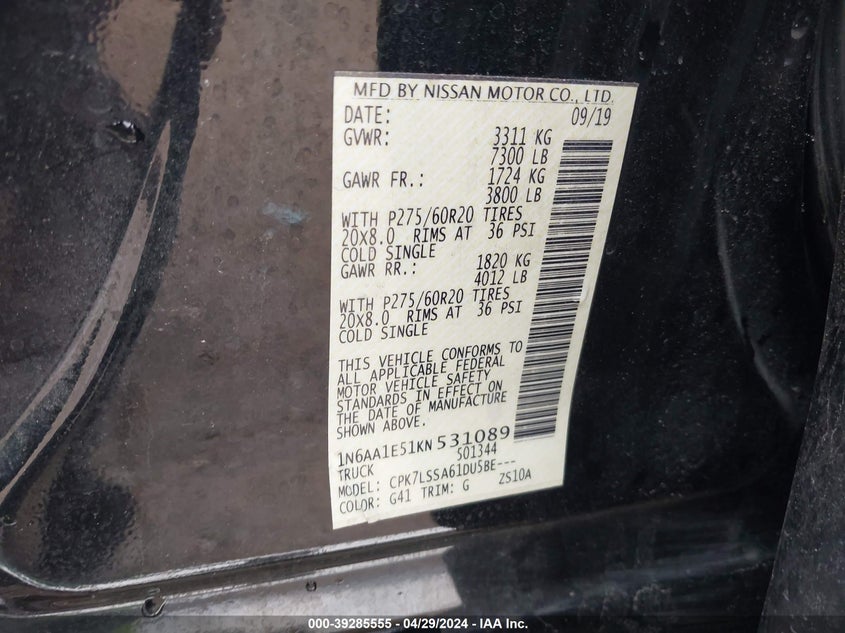 MFD BY NISSAN MOTOR CO., LTD.
DATE: 09/19
GVWR: 3311 KG
7300 LB
GAWR FR.: 1724 KG
3800 LB
WITH P275/60R20 TIRES
20X8.0 RIMS AT 36 PSI
COLD SINGLE
GAWR RR.: 1820 KG
4012 LB
WITH P275/60R20 TIRES
20X8.0 RIMS AT 36 PSI
COLD SINGLE
THIS VEHICLE CONFORMS TO
ALL APPLICABLE FEDERAL
MOTOR VEHICLE SAFETY
STANDARDS IN EFFECT ON
THE DATE OF MANUFACTURE
SHOWN ABOVE.
1N6AA1E51KN531089
TRUCK S01344
MODEL: CPK7LSSA61DU5BE---
COLOR: G41 TRIM: G ZS10A
000-39285555 - 04/29/2024 - IAA Inc.